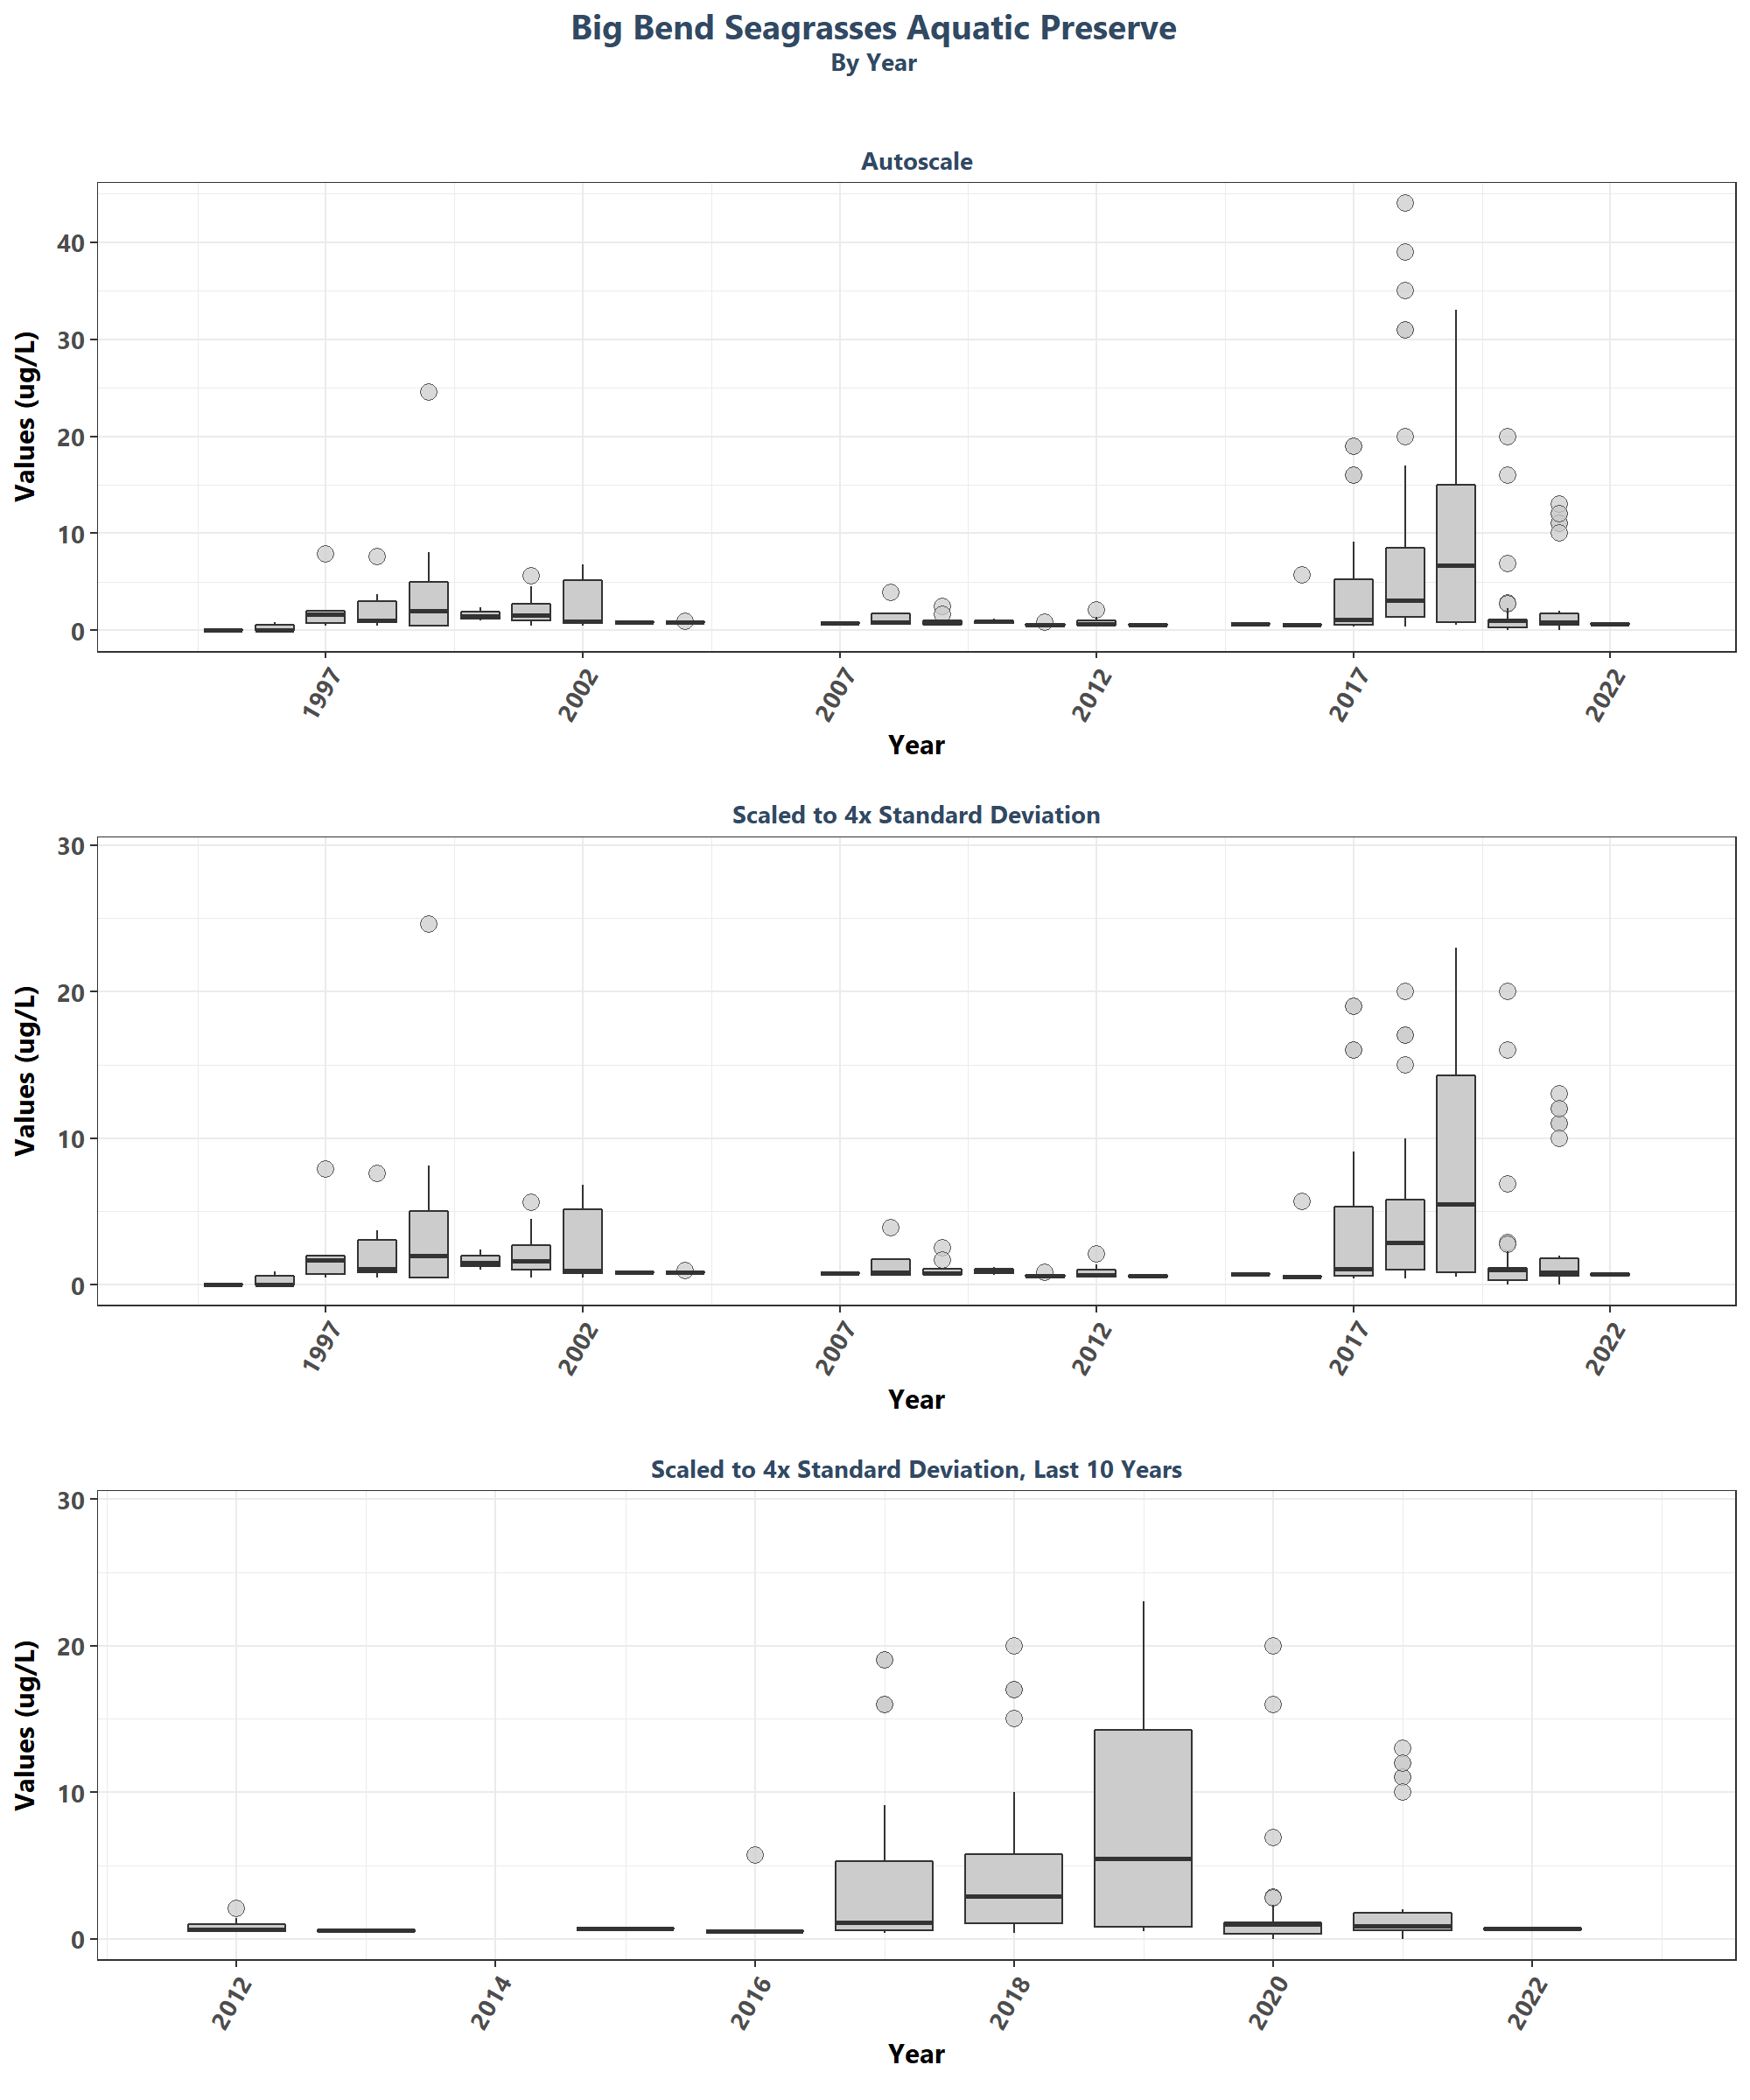 Big Bend Seagrasses Aquatic Preserve
By Year
Autoscale
Values (ug/L)
40
30
20
10
0
1997
2002
2007
2012
2017
2022
Year
Scaled to 4x Standard Deviation
Values (ug/L)
30
20
10
0
1997
2002
2007
2012
2017
2022
Year
Scaled to 4x Standard Deviation, Last 10 Years
Values (ug/L)
30
20
10
0
2012
2014
2016
2018
2020
2022
Year